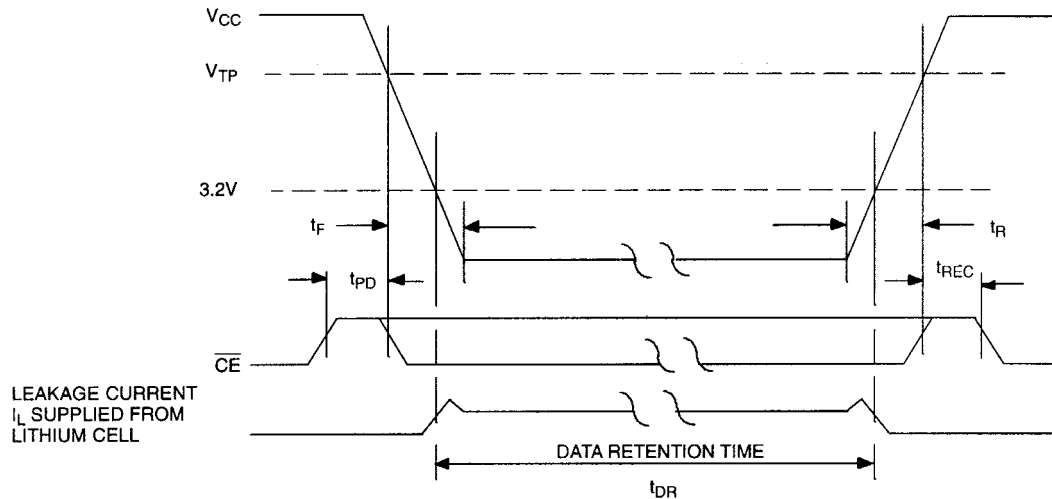 VCC
VTP
3.2V
tF
tR
tPD
tREC
CE
LEAKAGE CURRENT
IL SUPPLIED FROM
LITHIUM CELL
DATA RETENTION TIME
tDR